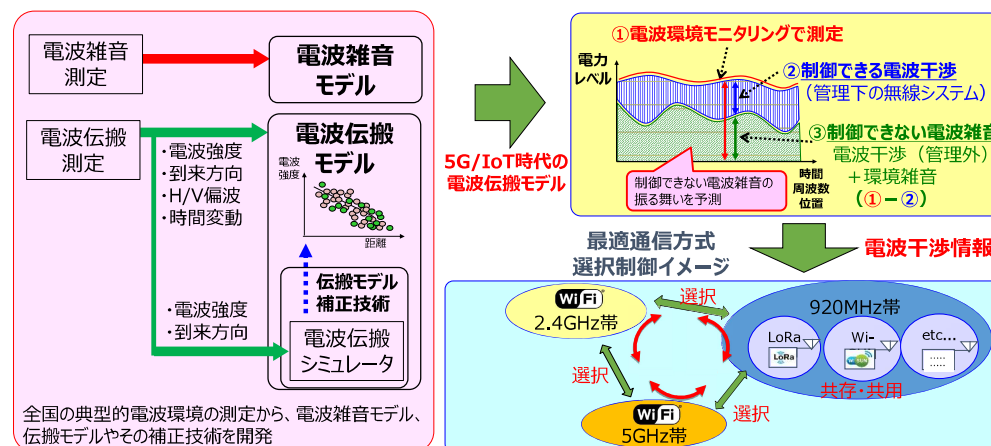 電波雑音
測定
電波雑音
モデル
電波伝搬
測定
・電波強度
・到来方向
・H/V偏波
・時間変動
電波伝搬
モデル
電波
強度
距離
伝搬モデル
補正技術
・電波強度
・到来方向
電波伝搬
シミュレータ
全国の典型的電波環境の測定から、電波雑音モデル、
伝搬モデルやその補正技術を開発
5G/IoT時代の
電波伝搬モデル
①電波環境モニタリングで測定
電力
レベル
②制御できる電波干渉
（管理下の無線システム）
③制御できない電波雑音
電波干渉（管理外）
＋環境雑音
（①－②）
制御できない電波雑音の
振る舞いを予測
時間
周波数
位置
電波干渉情報
最適通信方式
選択制御イメージ
WiFi
2.4GHz帯
選択
920MHz帯
LoRa
LoRa
Wi-
etc...
.....
.....
共存・共用
選択
選択
WiFi
5GHz帯